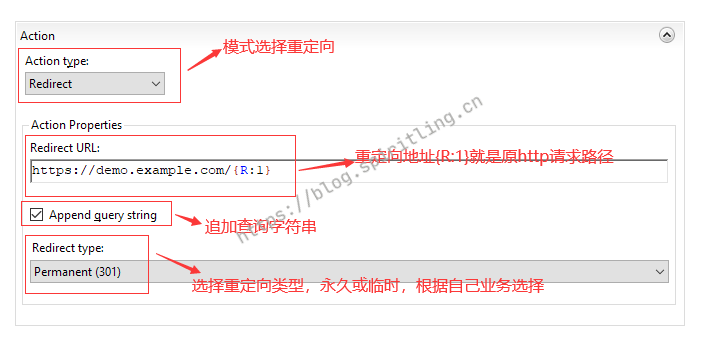 Action
模式选择重定向
Action type:
Redirect
Action Properties
Redirect URL:
https://demo.example.com/{R:1}
重定向地址{R:1}就是原http请求路径
Append query string
追加查询字符串
Redirect type:
Permanent (301)
选择重定向类型，永久或临时，根据自己业务选择
https://blog.spiritling.cn